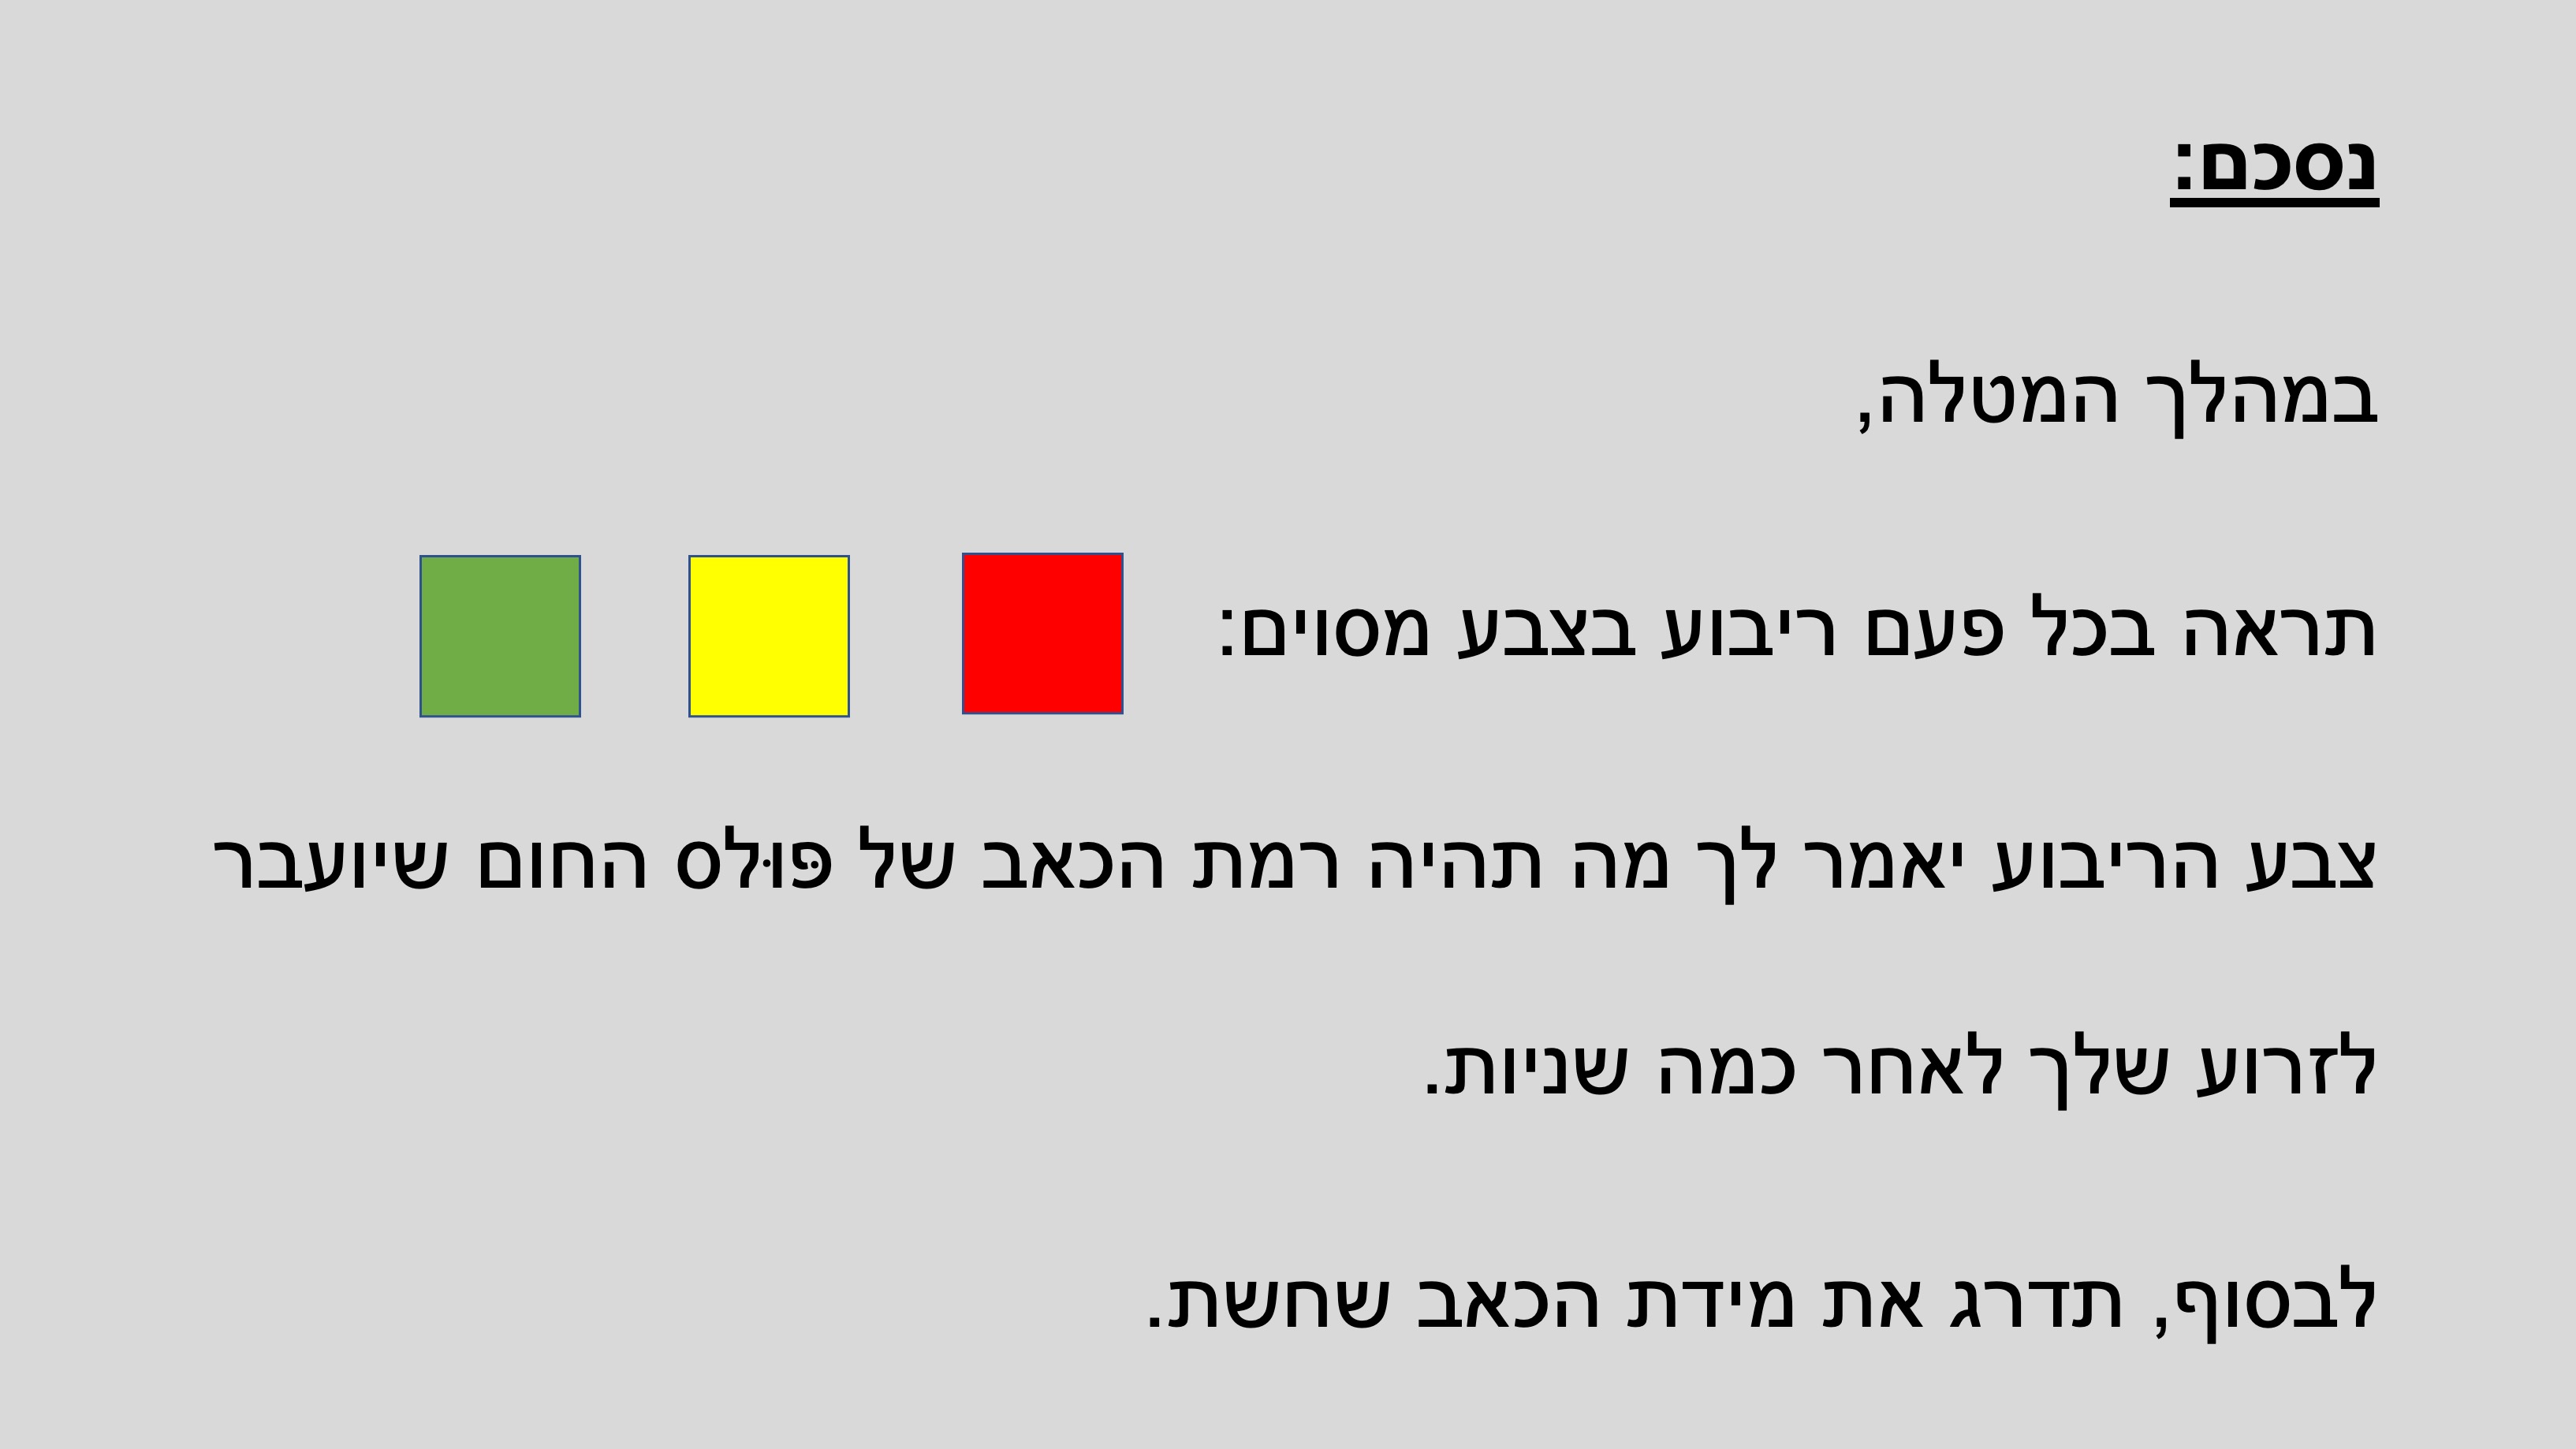 נסכם:
במהלך המטלה,
תראה בכל פעם ריבוע בצבע מסוים:
צבע הריבוע יאמר לך מה תהיה רמת הכאב של פּוּלס החום שיועבר
לזרוע שלך לאחר כמה שניות.
לבסוף, תדרג את מידת הכאב שחשת.